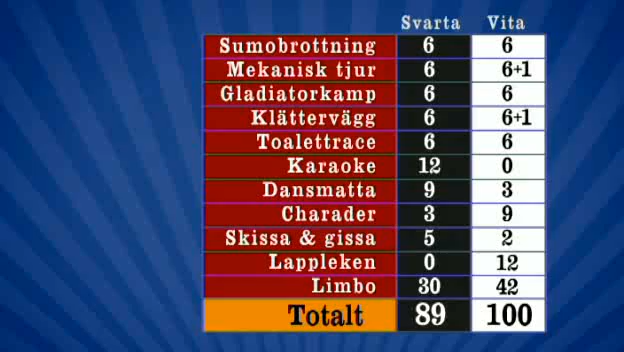 Svarta Vita
Sumobrottning 6 6
Mekanisk tjur 6 6+1
Gladiatorkamp 6 6
Klättervägg 6 6+1
Toalettrace 6 6
Karaoke 12 0
Dansmatta 9 3
Charader 3 9
Skissa & gissa 5 2
Lappleken 0 12
Limbo 30 42
Totalt 89 100